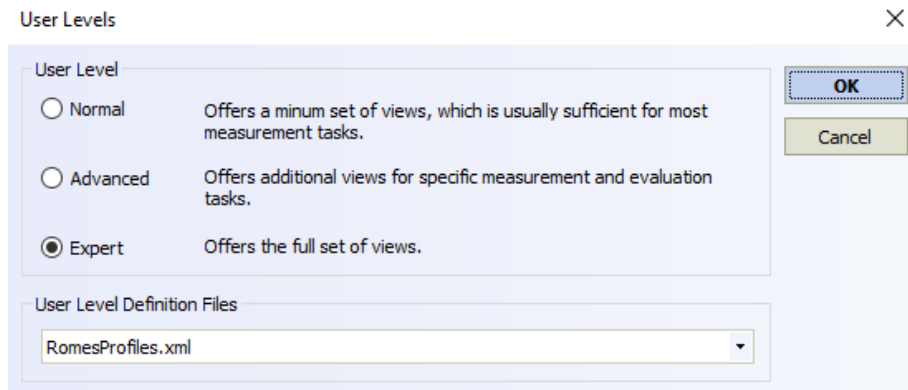 User Levels
User Level
Normal
Offers a minum set of views, which is usually sufficient for most
measurement tasks.
Advanced
Offers additional views for specific measurement and evaluation
tasks.
Expert
Offers the full set of views.
OK
Cancel
User Level Definition Files
RomesProfiles.xml